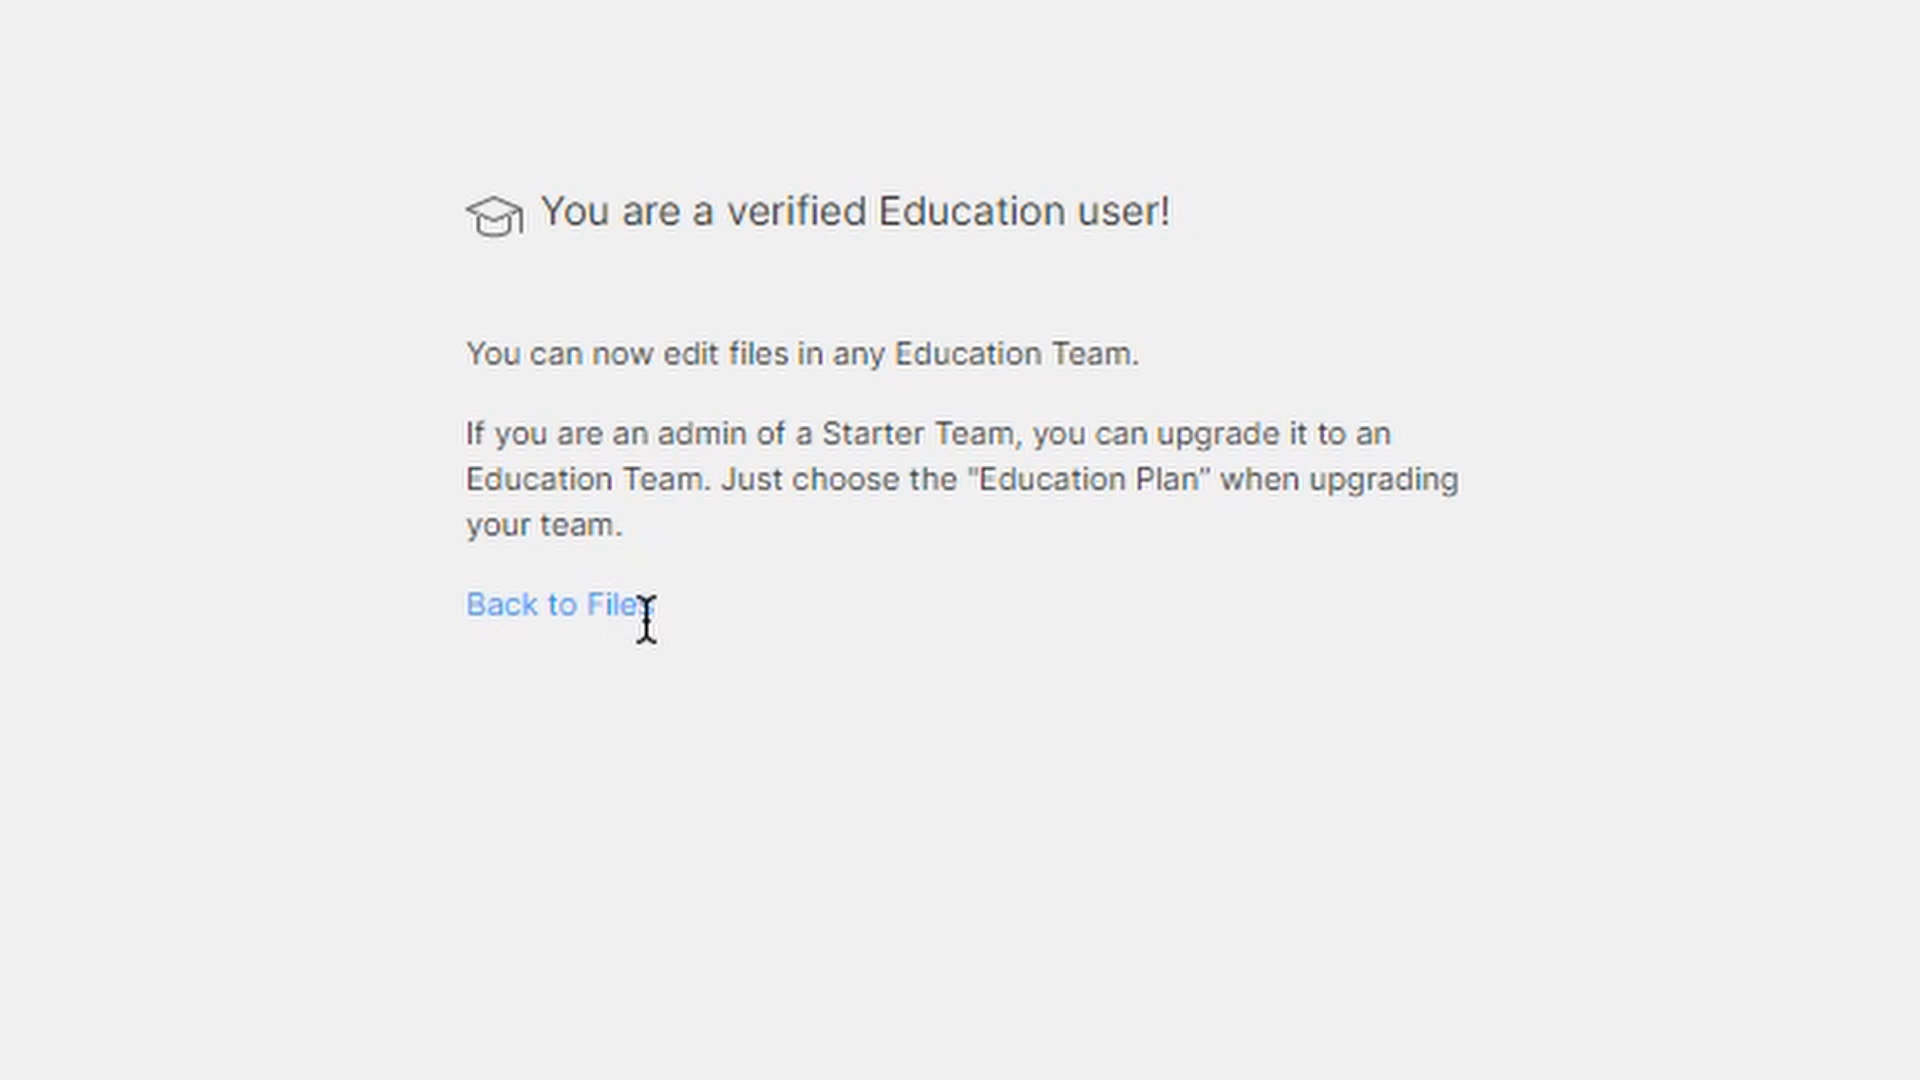 You are a verified Education user!
You can now edit files in any Education Team.
If you are an admin of a Starter Team, you can upgrade it to an
Education Team. Just choose the "Education Plan" when upgrading
your team.
Back to Files